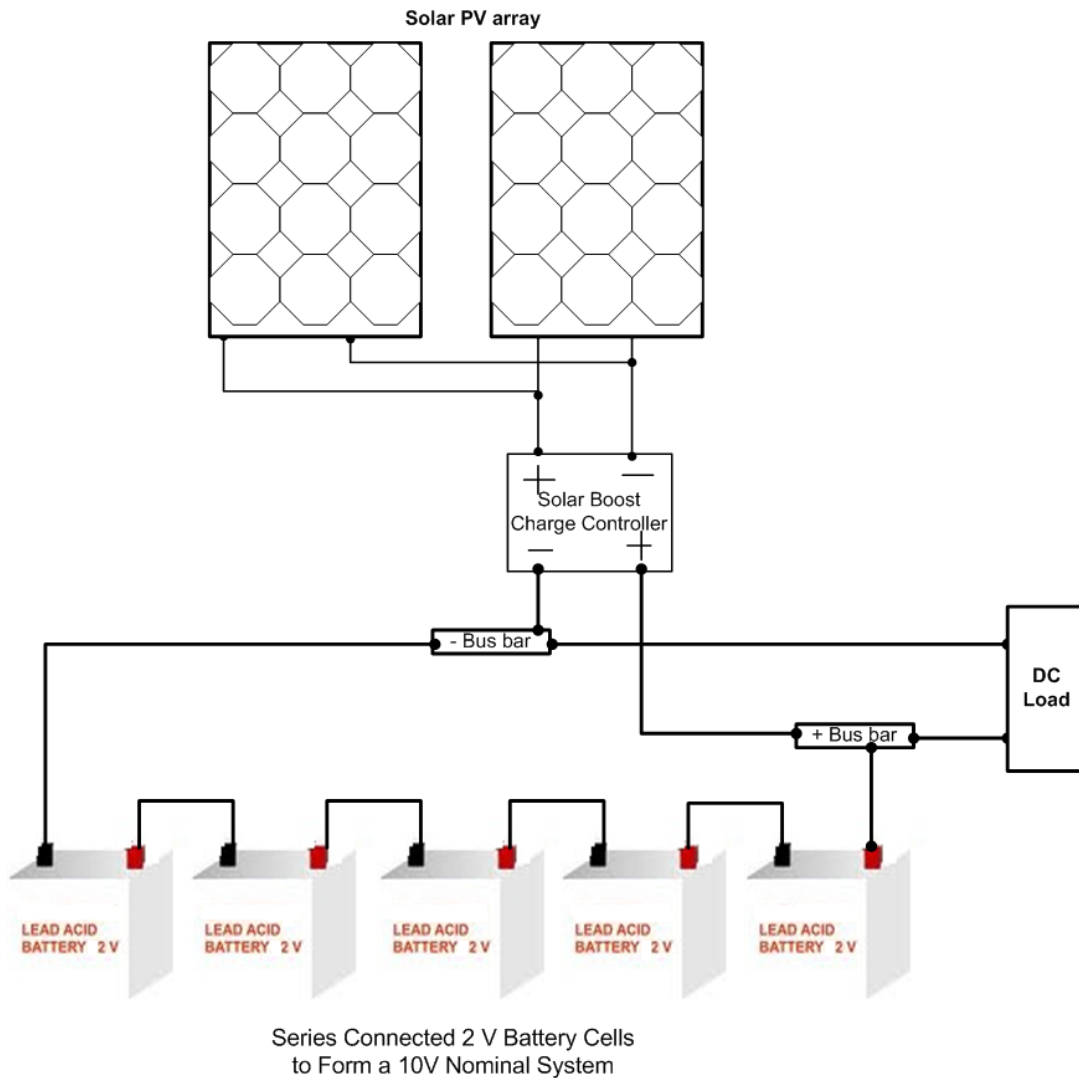 Solar PV array
+ —
Solar Boost
Charge Controller
— +
- Bus bar
DC
Load
+ Bus bar
LEAD ACID
BATTERY 2 V
LEAD ACID
BATTERY 2 V
LEAD ACID
BATTERY 2 V
LEAD ACID
BATTERY 2 V
LEAD ACID
BATTERY 2 V
Series Connected 2 V Battery Cells
to Form a 10V Nominal System